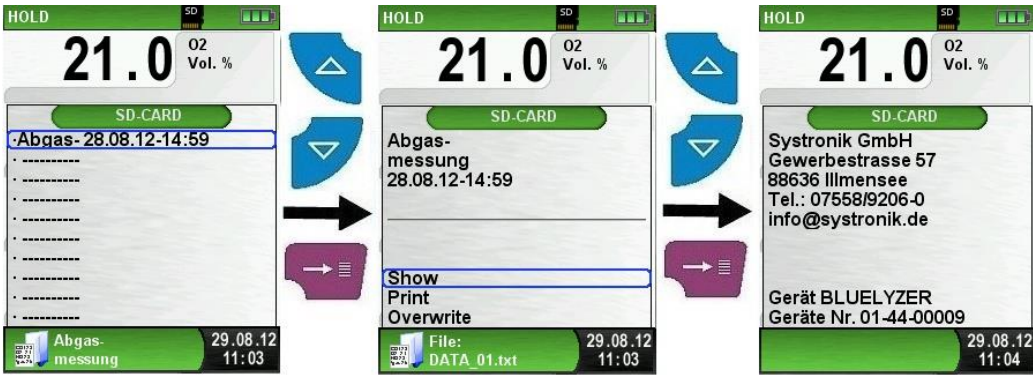 HOLD
SD
21.0
O2
Vol. %
SD-CARD
·Abgas- 28.08.12-14:59
· -----------
· -----------
· -----------
· -----------
· -----------
· -----------
· -----------
· -----------
· -----------
Abgas-
messung
29.08.12
11:03
HOLD
SD
21.0
O2
Vol. %
SD-CARD
Abgas-
messung
28.08.12-14:59
Show
Print
Overwrite
File:
DATA_01.txt
29.08.12
11:03
HOLD
SD
21.0
O2
Vol. %
SD-CARD
Systronik GmbH
Gewerbestrasse 57
88636 Illmensee
Tel.: 07558/9206-0
info@systronik.de
Gerät BLUELYZER
Geräte Nr. 01-44-00009
29.08.12
11:04